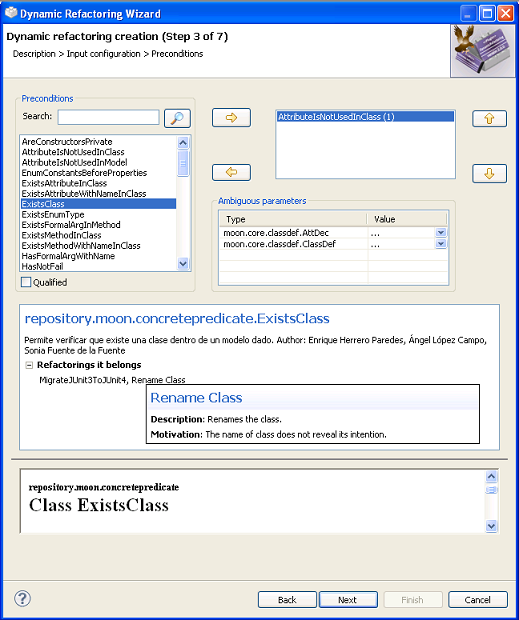 Dynamic Refactoring Wizard
Dynamic refactoring creation (Step 3 of 7)
Description > Input configuration > Preconditions
Preconditions
Search:
AreConstructorsPrivate
AttributeIsNotUsedInClass
AttributeIsNotUsedInModel
EnumConstantsBeforeProperties
ExistsAttributeInClass
ExistsAttributeWithNameInClass
ExistsClass
ExistsEnumType
ExistsFormalArgInMethod
ExistsMethodInClass
ExistsMethodWithNameInClass
HasFormalArgWithName
HasNotFail
Qualified
AttributeIsNotUsedInClass (1)
Ambiguous parameters
Type Value
moon.core.classdef.AttDec ...
moon.core.classdef.ClassDef ...
repository.moon.concretepredicate.ExistsClass
Permite verificar que existe una clase dentro de un modelo dado. Author: Enrique Herrero Paredes, Ángel López Campo,
Sonia Fuente de la Fuente
Refactorings it belongs
MigrateJUnit3ToJUnit4, Rename Class
Rename Class
Description: Renames the class.
Motivation: The name of class does not reveal its intention.
repository.moon.concretepredicate
Class ExistsClass
? Back Next Finish Cancel